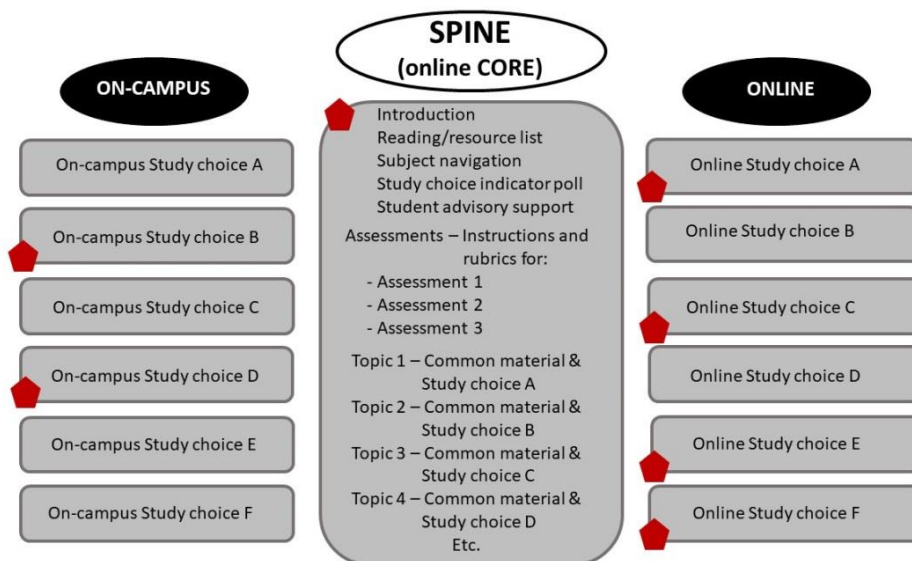 SPINE
(online CORE)
ON-CAMPUS
On-campus Study choice A
On-campus Study choice B
On-campus Study choice C
On-campus Study choice D
On-campus Study choice E
On-campus Study choice F
Introduction
Reading/resource list
Subject navigation
Study choice indicator poll
Student advisory support
Assessments – Instructions and
rubrics for:
- Assessment 1
- Assessment 2
- Assessment 3
Topic 1 – Common material &
Study choice A
Topic 2 – Common material &
Study choice B
Topic 3 – Common material &
Study choice C
Topic 4 – Common material &
Study choice D
Etc.
ONLINE
Online Study choice A
Online Study choice B
Online Study choice C
Online Study choice D
Online Study choice E
Online Study choice F